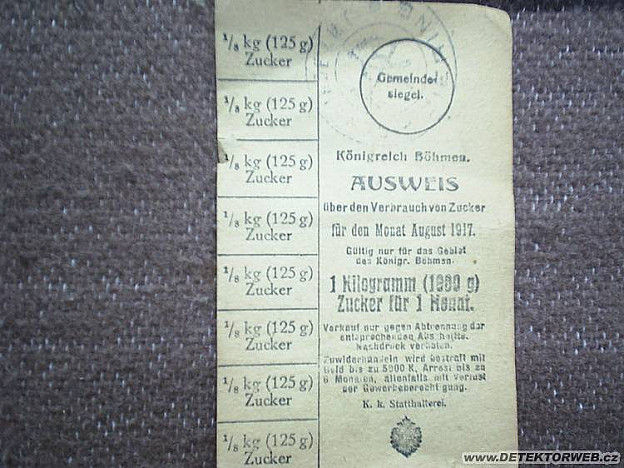 1/8 kg (125 g)
Zucker
1/8 kg (125 g)
Zucker
1/8 kg (125 g)
Zucker
1/8 kg (125 g)
Zucker
1/8 kg (125 g)
Zucker
1/8 kg (125 g)
Zucker
1/8 kg (125 g)
Zucker
1/8 kg (125 g)
Zucker
Gemeinde-
siegel.
Königreich Böhmen.
AUSWEIS
über den Verbrauch von Zucker
für den Monat August 1917.
Gültig nur für das Gebiet
des Königr. Böhmen.
1 Kilogramm (1000 g)
Zucker für 1 Monat.
Verkauf nur gegen Abtrennung der
entsprechenden Abschnitte.
Nachdruck verboten.
Zuwiderhandeln wird bestraft mit
Geld bis zu 5000 K, Arrest bis zu
6 Monaten, allenfalls mit Verlust
der Gewerbeberechtigung.
K. k. Statthalterei.
www.DETEKTORWEB.cz